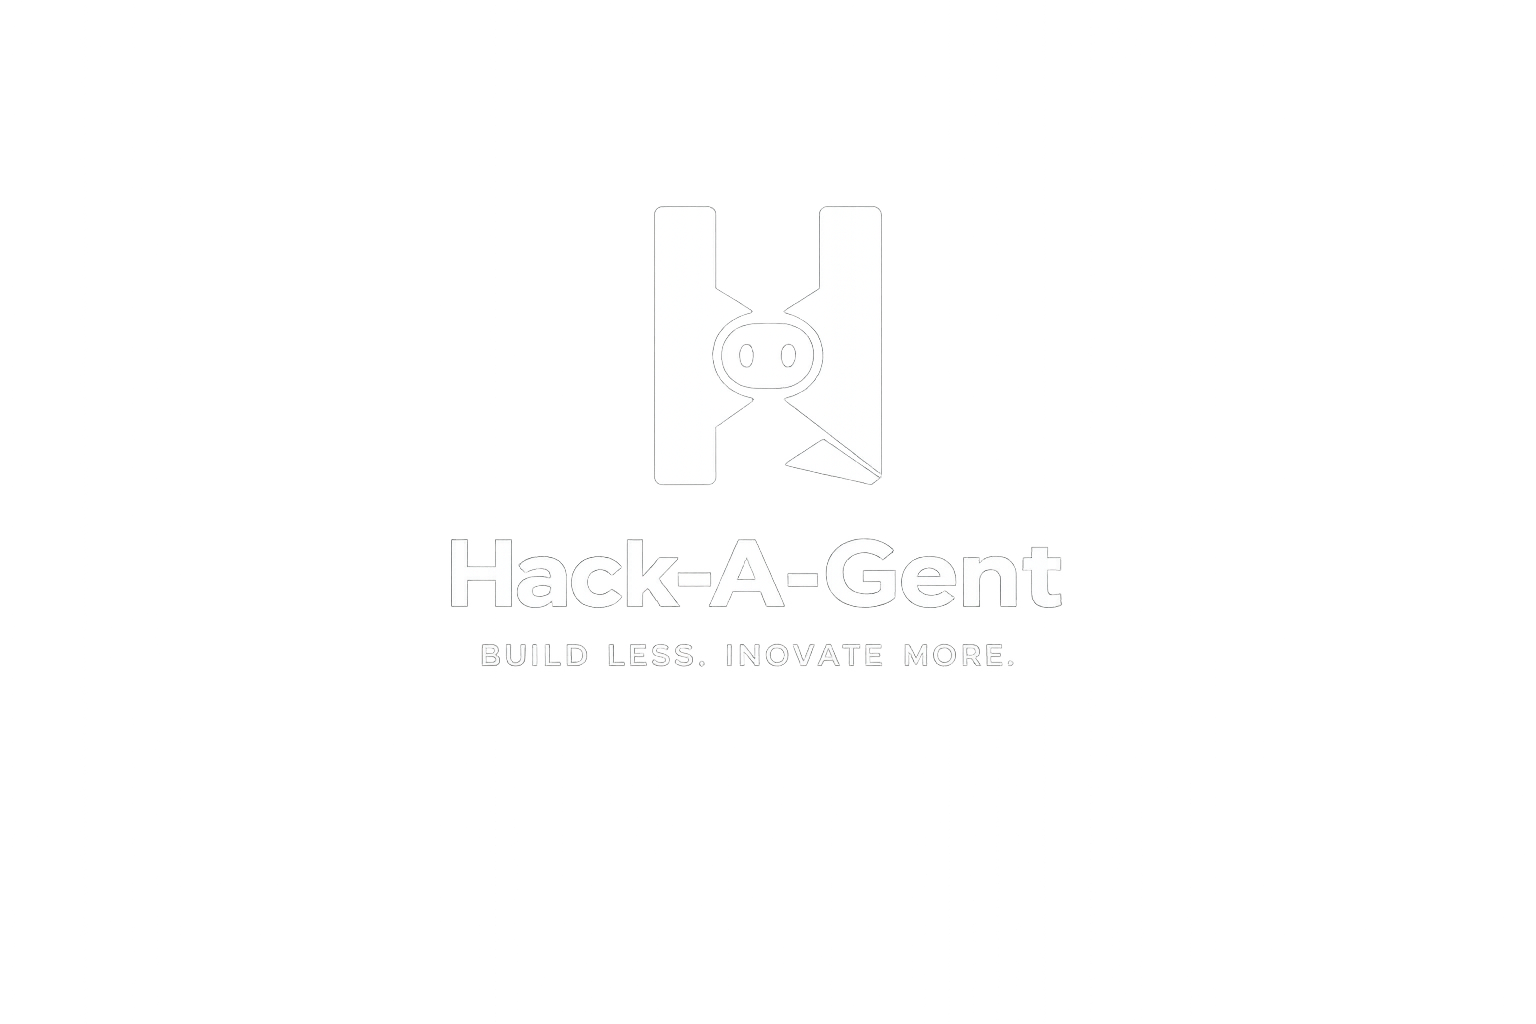 Hack-A-Gent
BUILD LESS. INOVATE MORE.